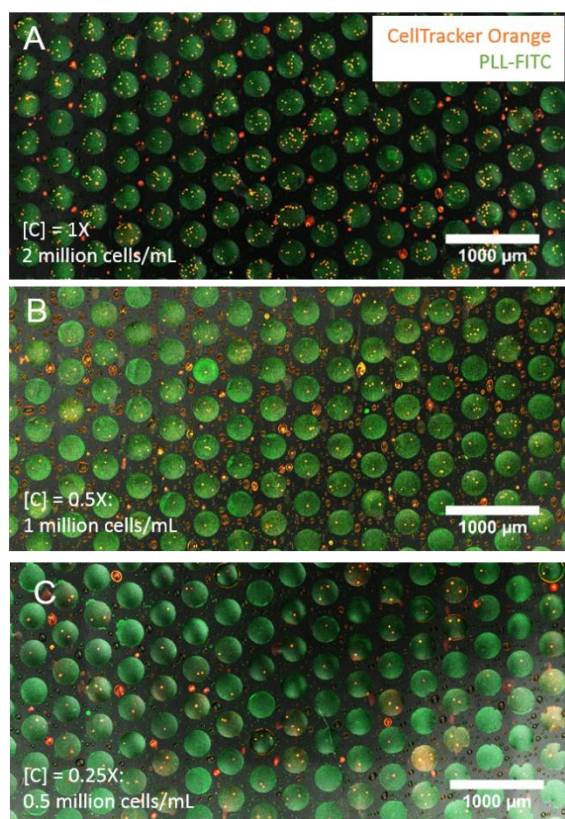 A
CellTracker Orange
PLL-FITC
[C] = 1X
2 million cells/mL
1000 µm
B
[C] = 0.5X:
1 million cells/mL
1000 µm
C
[C] = 0.25X:
0.5 million cells/mL
1000 µm